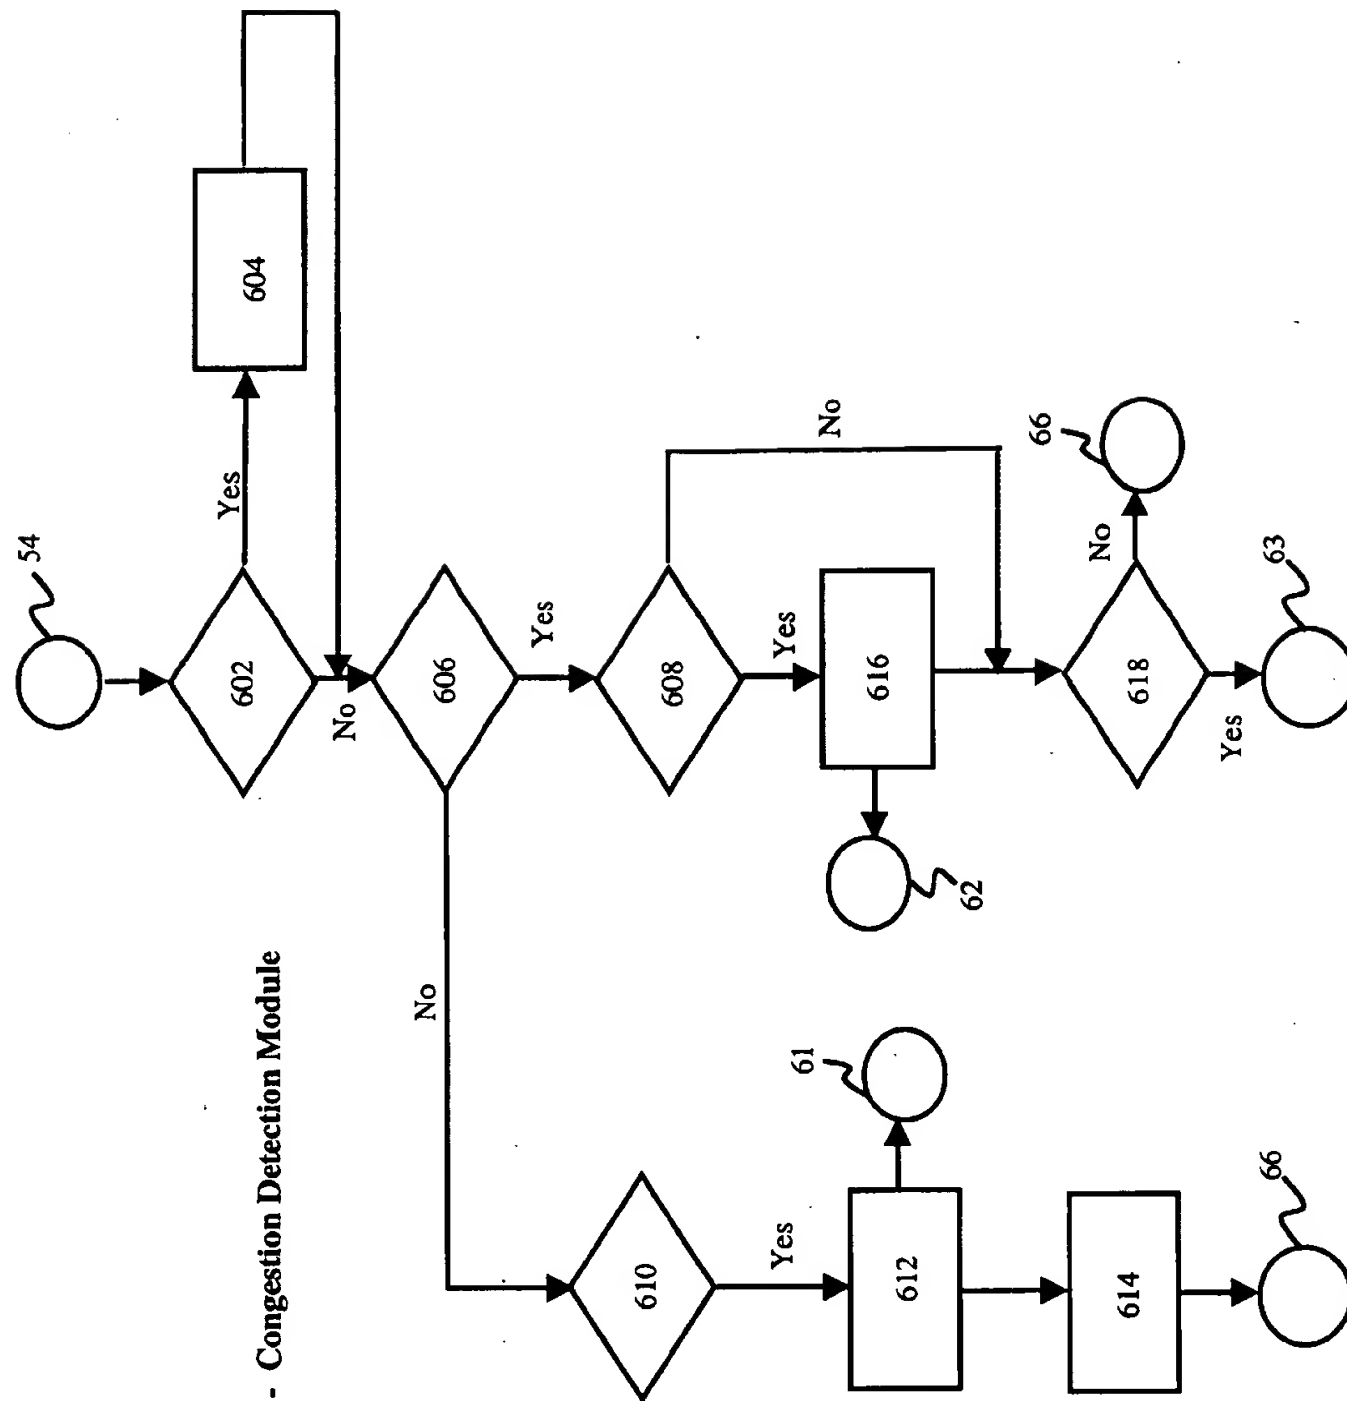 - Congestion Detection Module
54
602
Yes
604
No
606
No
Yes
608
No
Yes
616
62
618
No
66
Yes
63
610
Yes
612
61
614
66